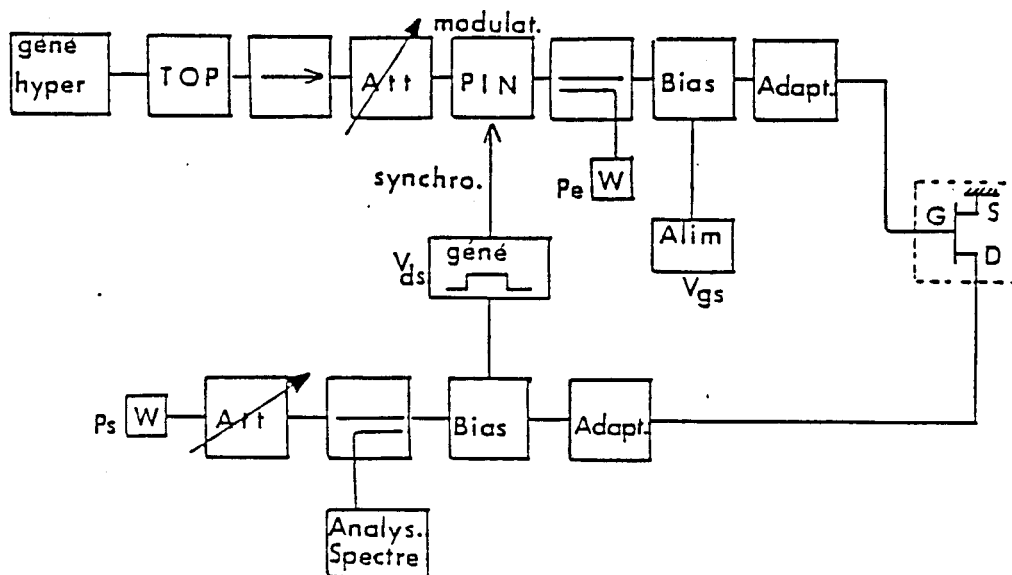 modulat.
géné
hyper
TOP
Att
PIN
Bias
Adapt.
synchro.
Pe
W
Alim
Vgs
G
S
D
Vds
géné
Ps
W
Att
Bias
Adapt.
Analys.
Spectre